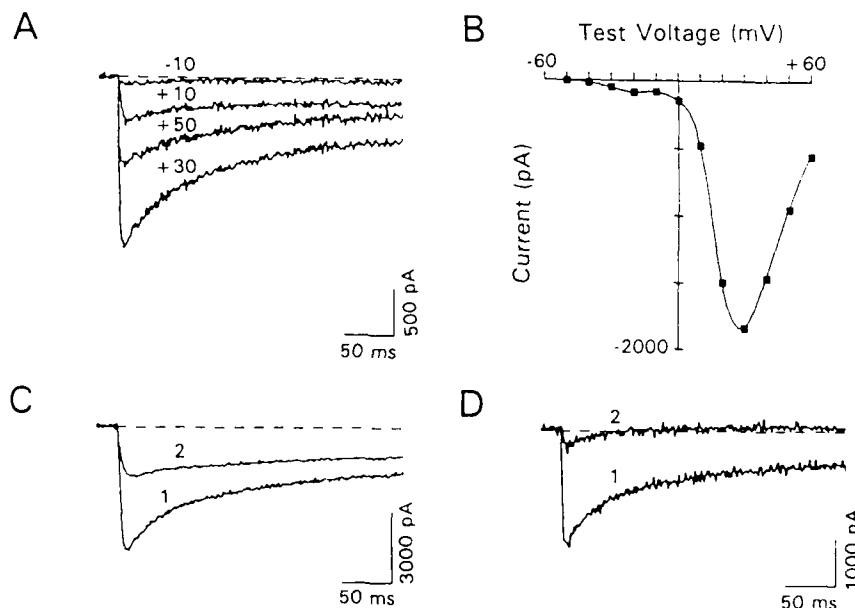 A
-10
+10
+50
+30
500 pA
50 ms
B
Test Voltage (mV)
-60
+60
Current (pA)
-2000
C
2
1
3000 pA
50 ms
D
2
1
1000 pA
50 ms